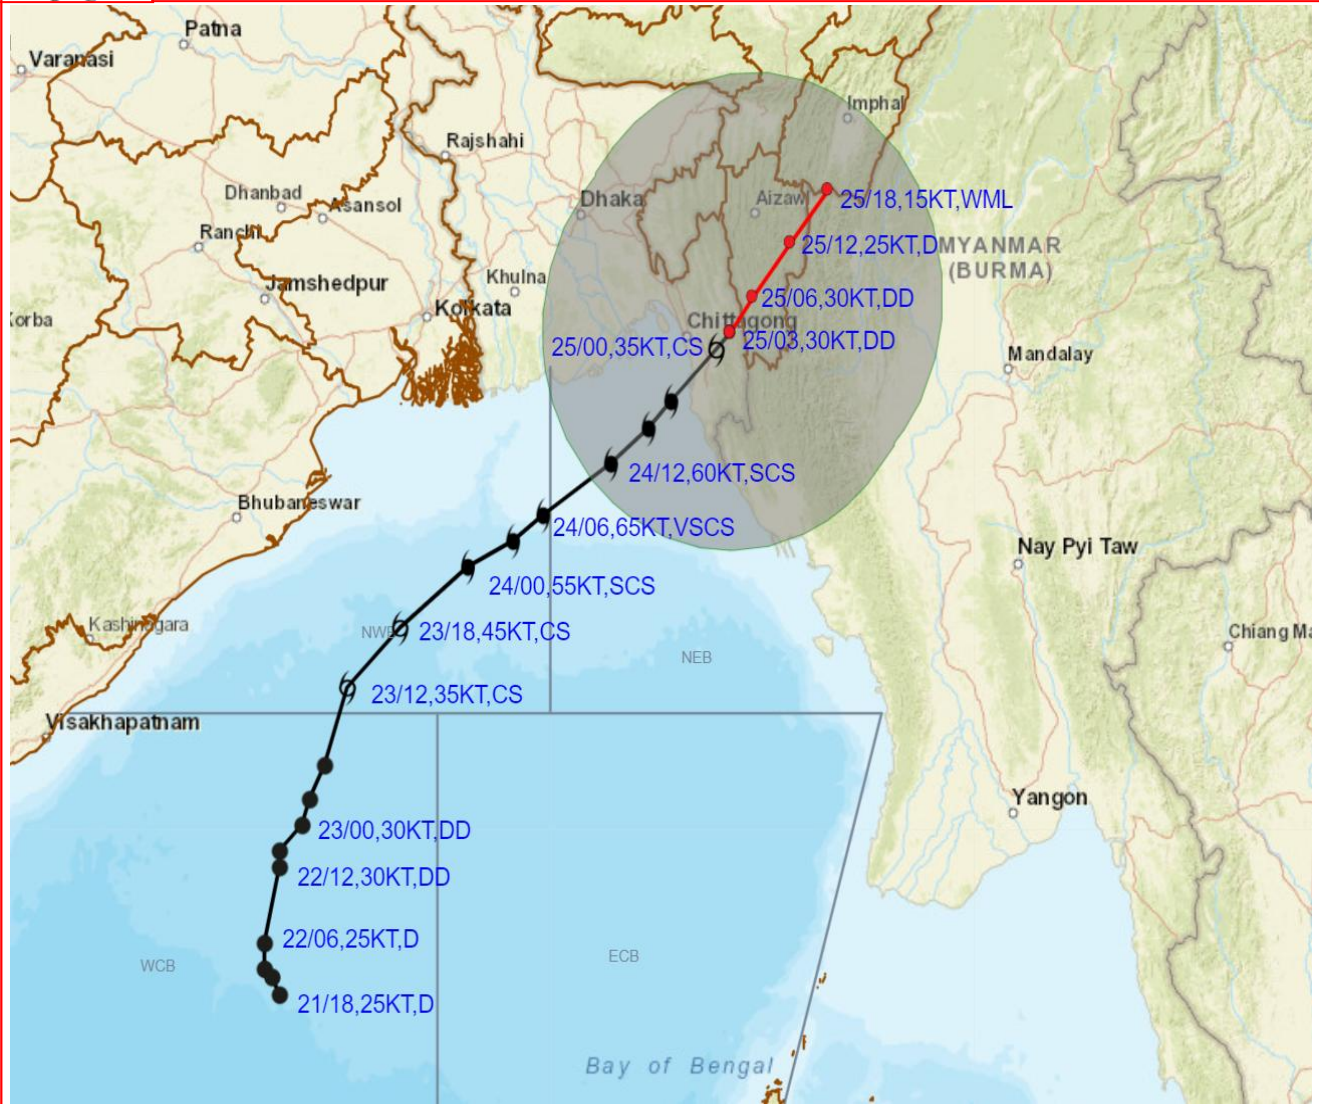 Patna
Varanasi
Imphal
Rajshahi
Dhanbad
Asansol
Dhaka
Aizawl
25/18,15KT,WML
Ranchi
25/12,25KT,D
MYANMAR
(BURMA)
Khulna
Jamshedpur
25/06,30KT,DD
Kolkata
Korba
Chittagong
25/03,30KT,DD
25/00,35KT,CS
Mandalay
24/12,60KT,SCS
Bhubaneswar
24/06,65KT,VSCS
Nay Pyi Taw
24/00,55KT,SCS
Kashinagara
23/18,45KT,CS
Chiang Ma
NEB
23/12,35KT,CS
Visakhapatnam
Yangon
23/00,30KT,DD
22/12,30KT,DD
22/06,25KT,D
WCB
ECB
21/18,25KT,D
Bay of Bengal